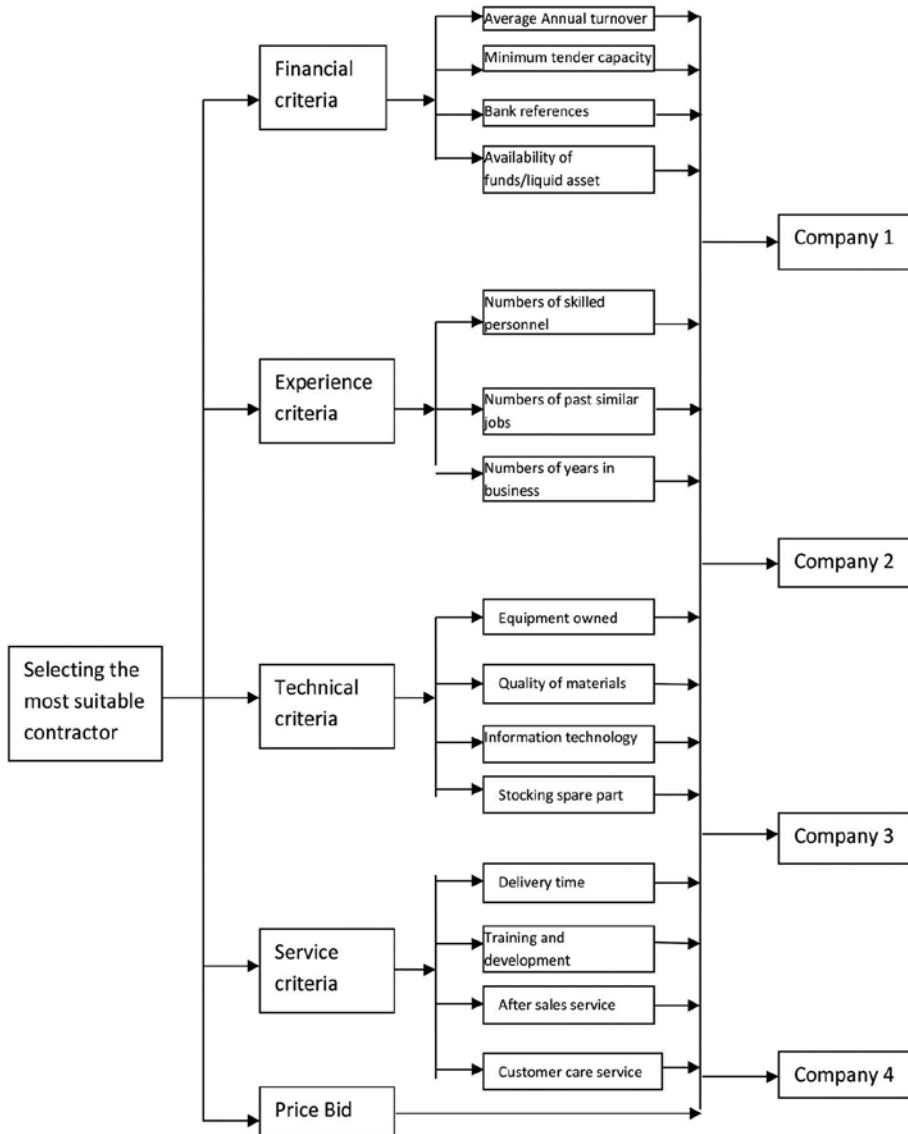 Average Annual turnover
Financial
criteria
Minimum tender capacity
Bank references
Availability of
funds/liquid asset
Company 1
Numbers of skilled
personnel
Experience
criteria
Numbers of past similar
jobs
Numbers of years in
business
Company 2
Equipment owned
Selecting the
most suitable
contractor
Technical
criteria
Quality of materials
Information technology
Stocking spare part
Company 3
Delivery time
Service
criteria
Training and
development
After sales service
Customer care service
Company 4
Price Bid